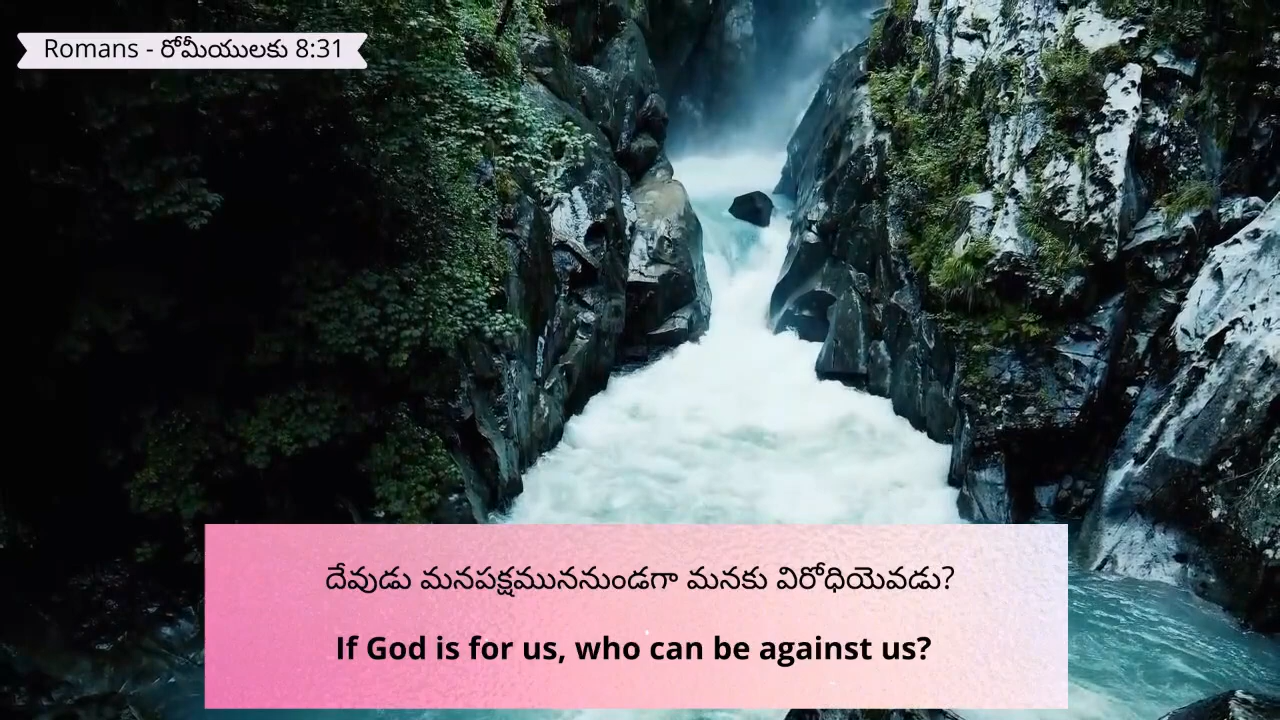 Romans - రోమీయులకు 8:31
దేవుడు మనపక్షముననుండగా మనకు విరోధియెవడు?
If God is for us, who can be against us?